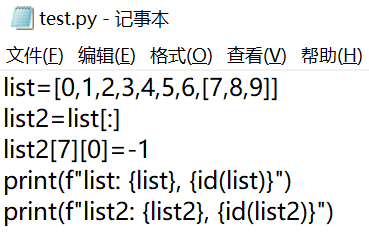 test.py - 记事本
文件(F) 编辑(E) 格式(O) 查看(V) 帮助(H)
list=[0,1,2,3,4,5,6,[7,8,9]]
list2=list[:]
list2[7][0]=-1
print(f"list: {list}, {id(list)}")
print(f"list2: {list2}, {id(list2)}")